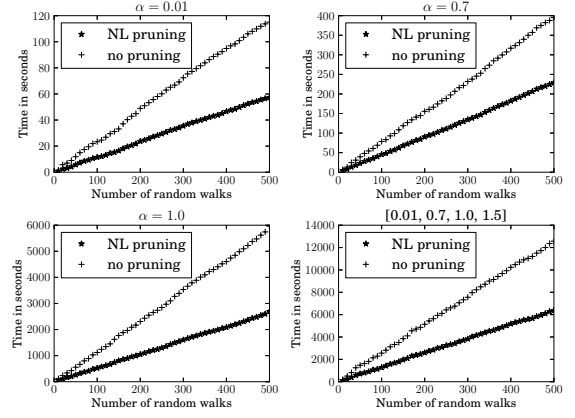 α = 0.01
120
100
80
60
40
20
0
Time in seconds
NL pruning
no pruning
0 100 200 300 400 500
Number of random walks
α = 0.7
400
350
300
250
200
150
100
50
0
Time in seconds
NL pruning
no pruning
0 100 200 300 400 500
Number of random walks
α = 1.0
6000
5000
4000
3000
2000
1000
0
Time in seconds
NL pruning
no pruning
0 100 200 300 400 500
Number of random walks
[0.01, 0.7, 1.0, 1.5]
14000
12000
10000
8000
6000
4000
2000
0
Time in seconds
NL pruning
no pruning
0 100 200 300 400 500
Number of random walks